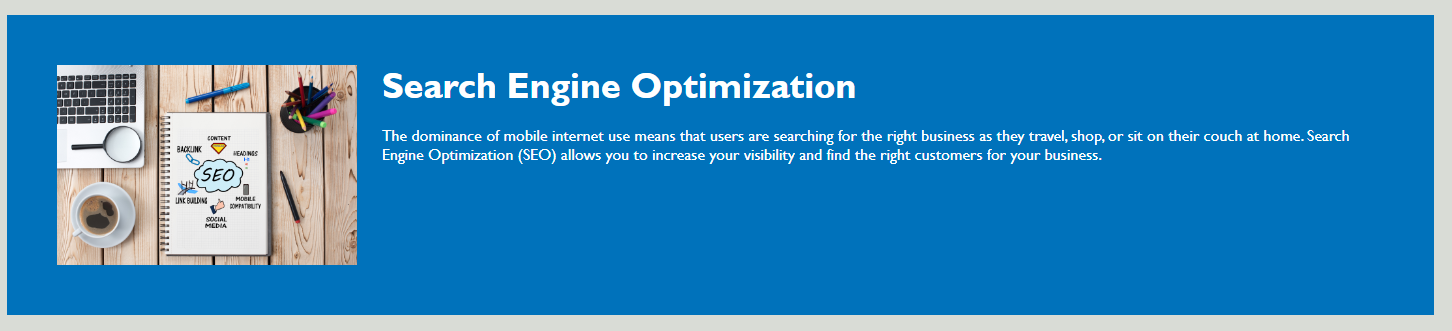 Search Engine Optimization
The dominance of mobile internet use means that users are searching for the right business as they travel, shop, or sit on their couch at home. Search
Engine Optimization (SEO) allows you to increase your visibility and find the right customers for your business.
CONTENT
BACKLINK
HEADINGS
SEO
LINK BUILDING
MOBILE
COMPATIBILITY
SOCIAL
MEDIA